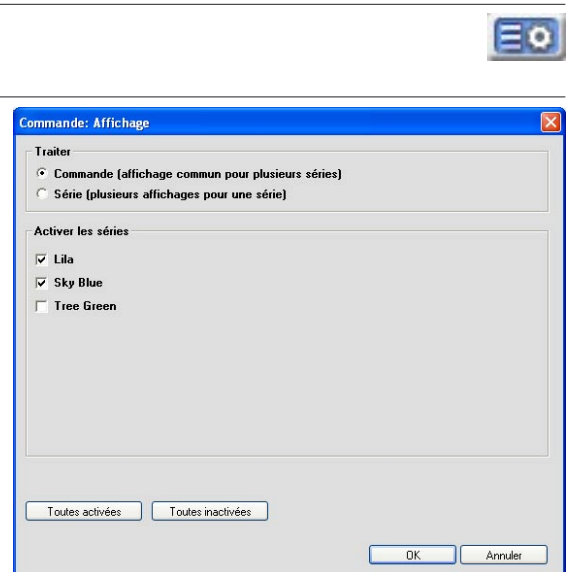 Commande: Affichage
Traiter
Commande (affichage commun pour plusieurs séries)
Série (plusieurs affichages pour une série)
Activer les séries
Lila
Sky Blue
Tree Green
Toutes activées
Toutes inactivées
OK
Annuler